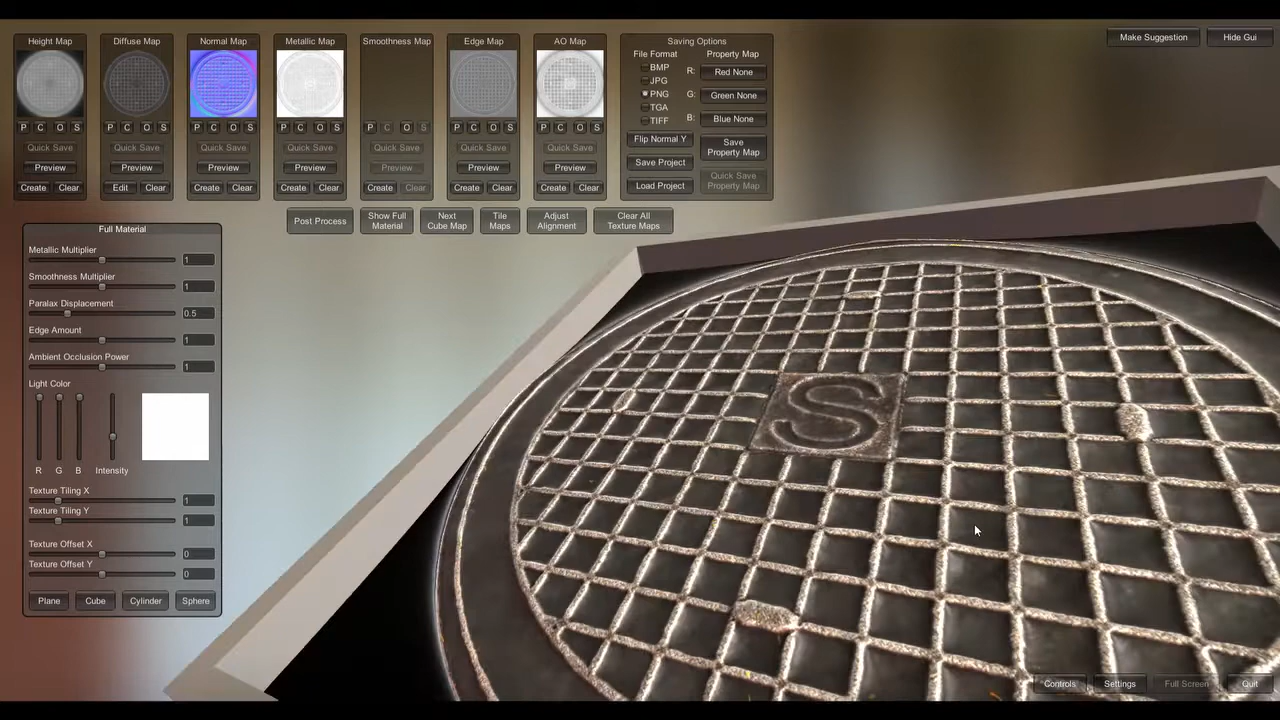 Height Map Diffuse Map Normal Map Metallic Map Smoothness Map Edge Map AO Map Saving Options
File Format Property Map
BMP
JPG
PNG
TGA
TIFF
R: Red None
G: Green None
B: Blue None
P C O S P C O S P C O S P C O S P C O S P C O S P C O S
Quick Save Quick Save Quick Save Quick Save Quick Save Quick Save Quick Save
Preview Preview Preview Preview Preview Preview Preview
Create Clear Edit Clear Create Clear Create Clear Create Clear Create Clear Create Clear
Flip Normal Y
Save Project
Load Project
Save
Property Map
Quick Save
Property Map
Make Suggestion Hide Gui
Post Process
Show Full
Material
Next
Cube Map
Tile
Maps
Adjust
Alignment
Clear All
Texture Maps
Full Material
Metallic Multiplier
1
Smoothness Multiplier
1
Paralax Displacement
0.5
Edge Amount
1
Ambient Occlusion Power
1
Light Color
R G B Intensity
Texture Tiling X
1
Texture Tiling Y
1
Texture Offset X
0
Texture Offset Y
0
Plane Cube Cylinder Sphere
S
Controls Settings Full Screen Quit